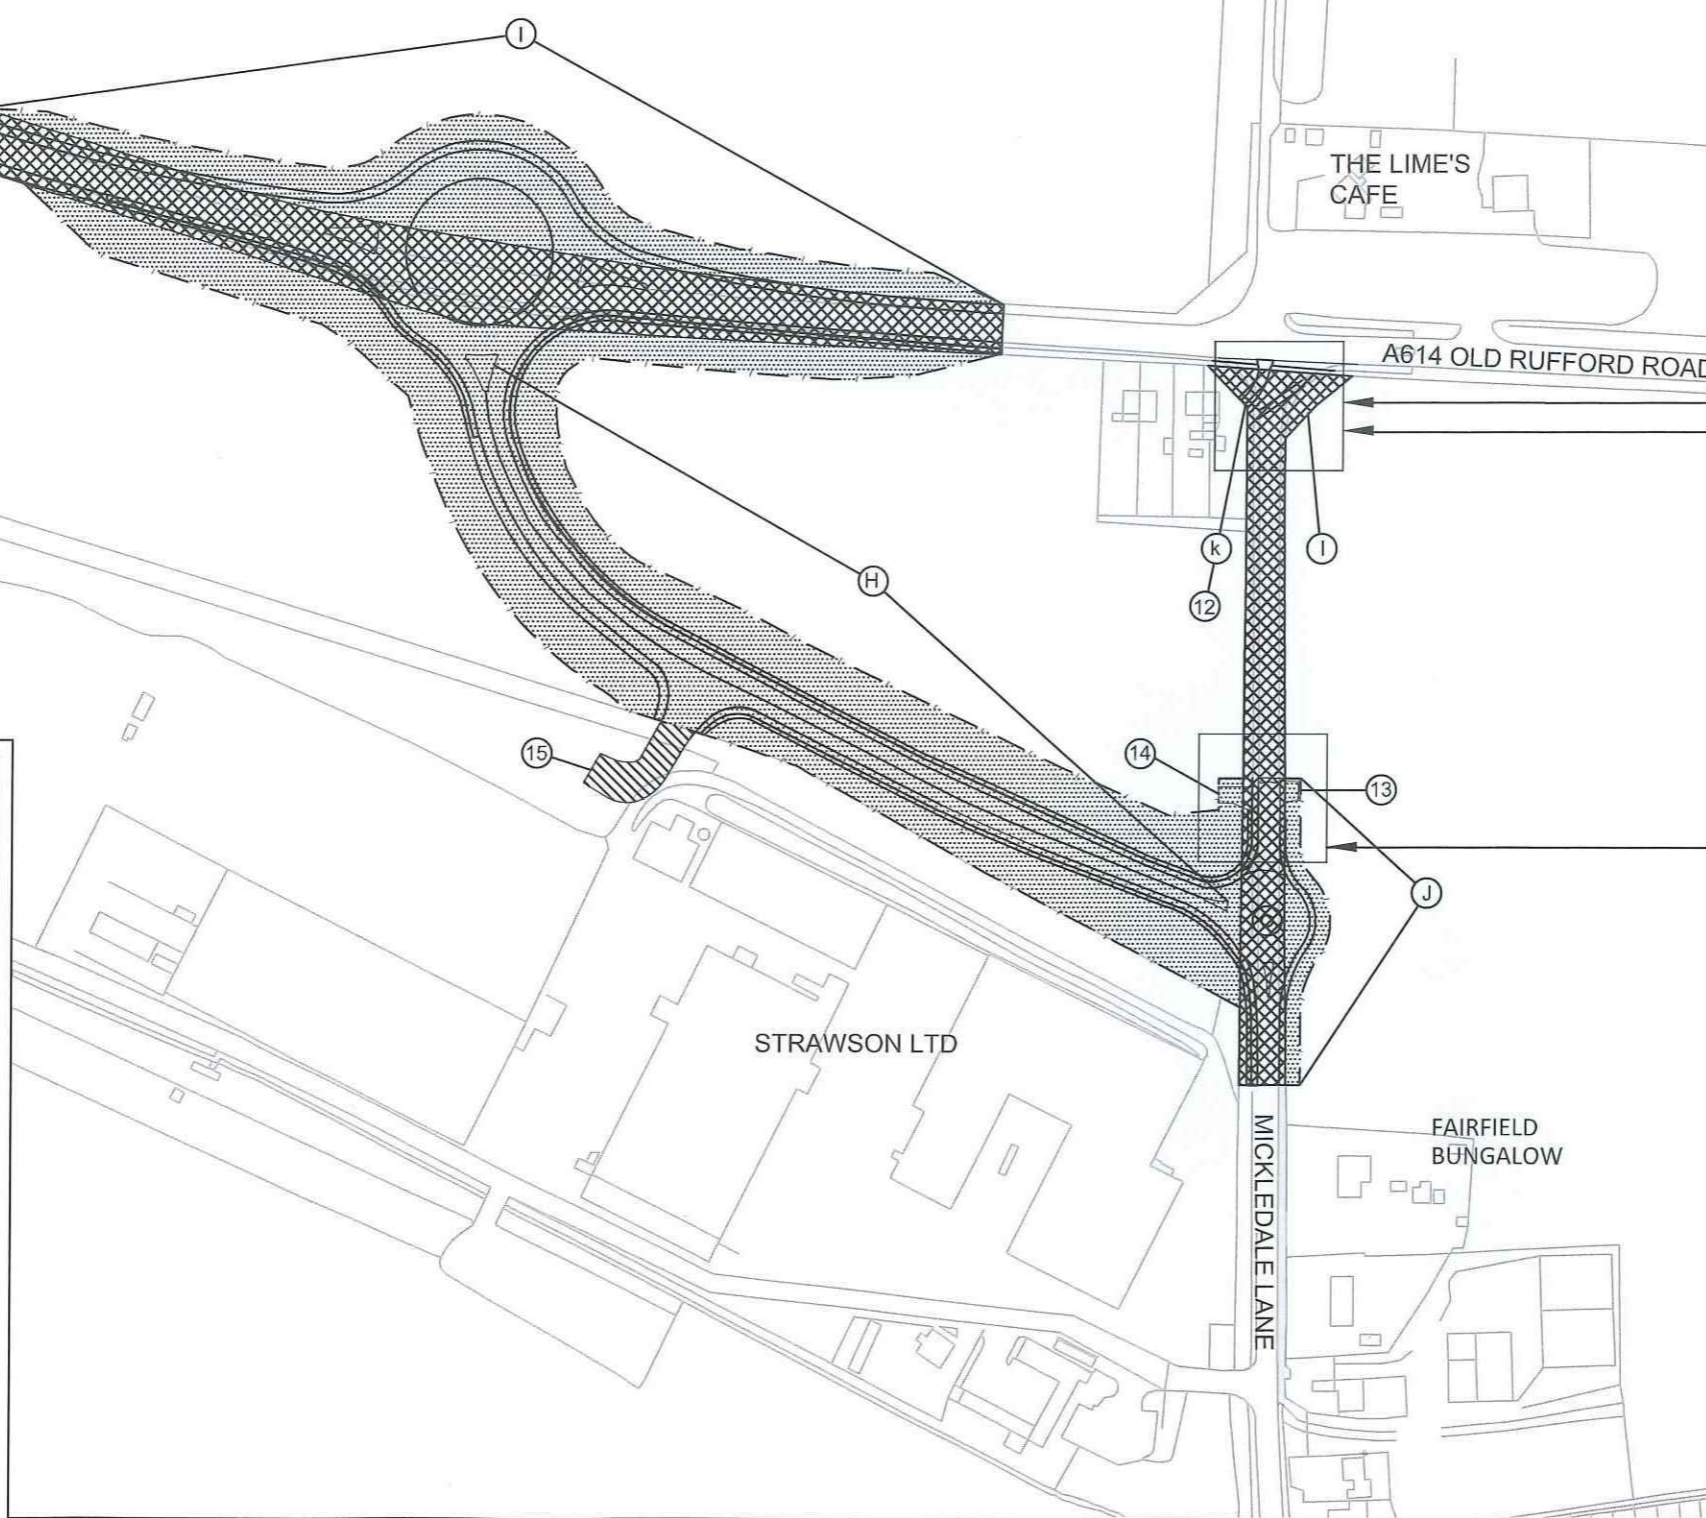 I
THE LIME'S
CAFE
A614 OLD RUFFORD ROAD
k
l
12
H
15
14
13
J
STRAWSON LTD
MICKLEDALE LANE
FAIRFIELD
BUNGALOW